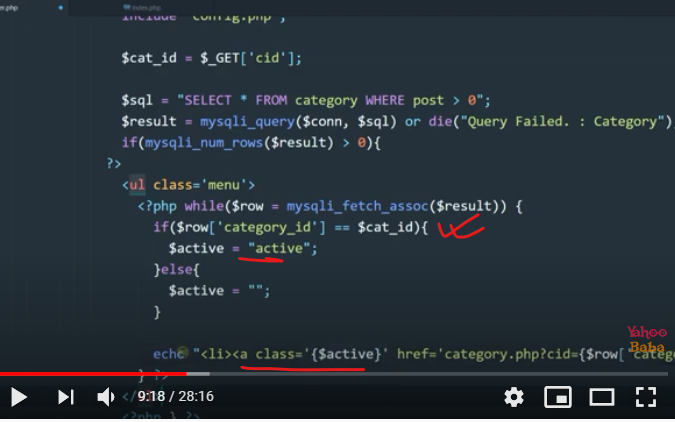 er.php index.php
include "config.php";
$cat_id = $_GET['cid'];
$sql = "SELECT * FROM category WHERE post > 0";
$result = mysqli_query($conn, $sql) or die("Query Failed. : Category")
if(mysqli_num_rows($result) > 0){
?>
<ul class='menu'>
<?php while($row = mysqli_fetch_assoc($result)) {
if($row['category_id'] == $cat_id){
$active = "active";
}else{
$active = "";
}
Yahoo
Baba
echo "<li><a class='{$active}' href='category.php?cid={$row['categ
} ?>
9:18 / 28:16
<?php } ?>